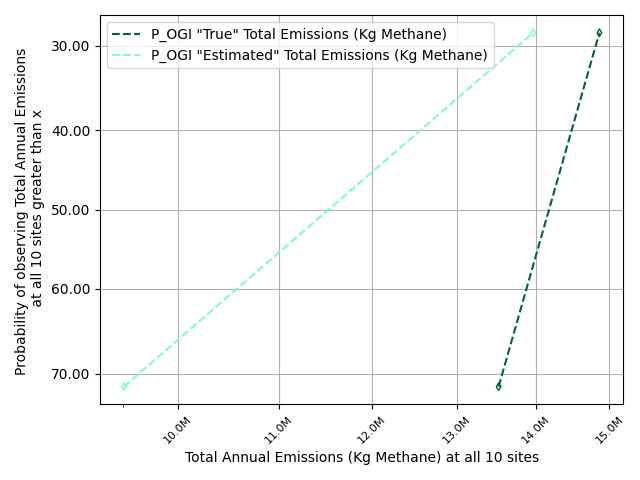 P_OGI "True" Total Emissions (Kg Methane)
P_OGI "Estimated" Total Emissions (Kg Methane)
30.00
40.00
50.00
60.00
70.00
Probability of observing Total Annual Emissions
at all 10 sites greater than x
10.0M
11.0M
12.0M
13.0M
14.0M
15.0M
Total Annual Emissions (Kg Methane) at all 10 sites